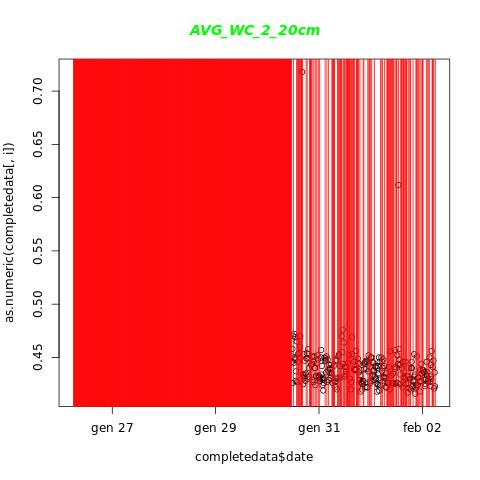 AVG_WC_2_20cm
as.numeric(completedata[, i])
0.70
0.65
0.60
0.55
0.50
0.45
gen 27
gen 29
gen 31
feb 02
completedata$date